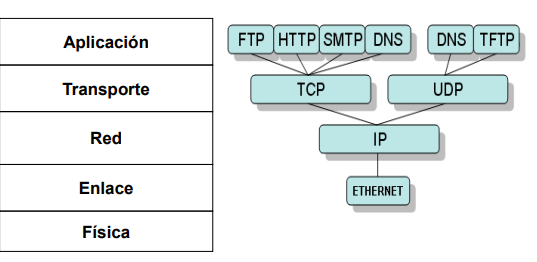 Aplicación
FTP HTTP SMTP DNS DNS TFTP
Transporte
TCP UDP
Red
IP
Enlace
ETHERNET
Física